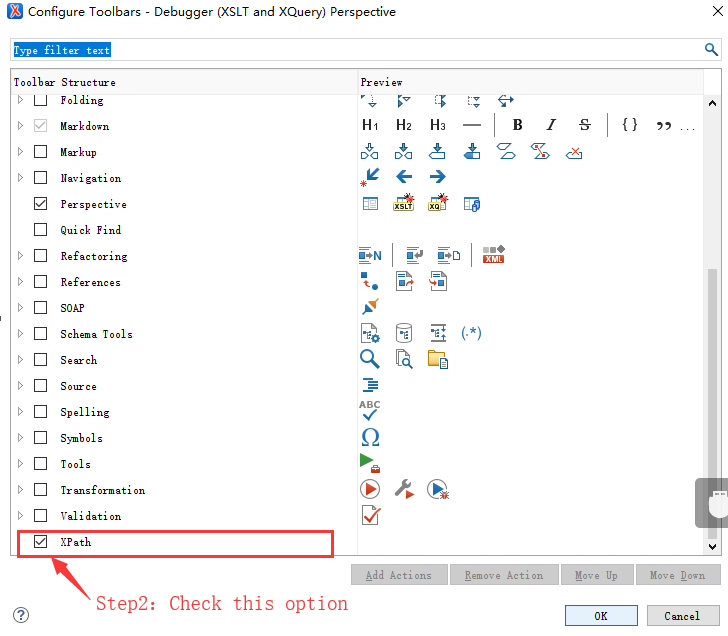 Configure Toolbars - Debugger (XSLT and XQuery) Perspective
Type filter text
Toolbar Structure Preview
Folding
Markdown H1 H2 H3 B I S {} ,, ...
Markup
Navigation
Perspective XSLT XQ
Quick Find
Refactoring N XML
References
SOAP
Schema Tools (.*)
Search
Source
Spelling ABC
Symbols Ω
Tools
Transformation
Validation
XPath
Add Actions Remove Action Move Up Move Down
Step2: Check this option
? OK Cancel